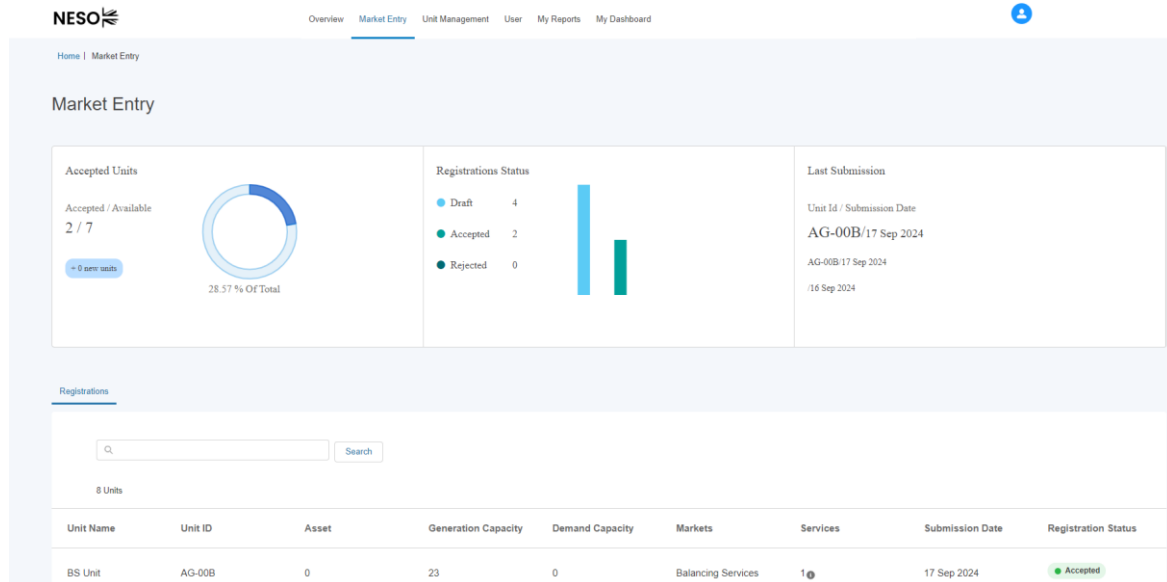 NESO
Overview Market Entry Unit Management User My Reports My Dashboard
Home | Market Entry
Market Entry
Accepted Units
Accepted / Available
2 / 7
+ 0 new units
28.57 % Of Total
Registrations Status
Draft 4
Accepted 2
Rejected 0
Last Submission
Unit Id / Submission Date
AG-00B/17 Sep 2024
AG-00B/17 Sep 2024
/16 Sep 2024
Registrations
Search
8 Units
Unit Name Unit ID Asset Generation Capacity Demand Capacity Markets Services Submission Date Registration Status
BS Unit AG-00B 0 23 0 Balancing Services 1 17 Sep 2024 Accepted